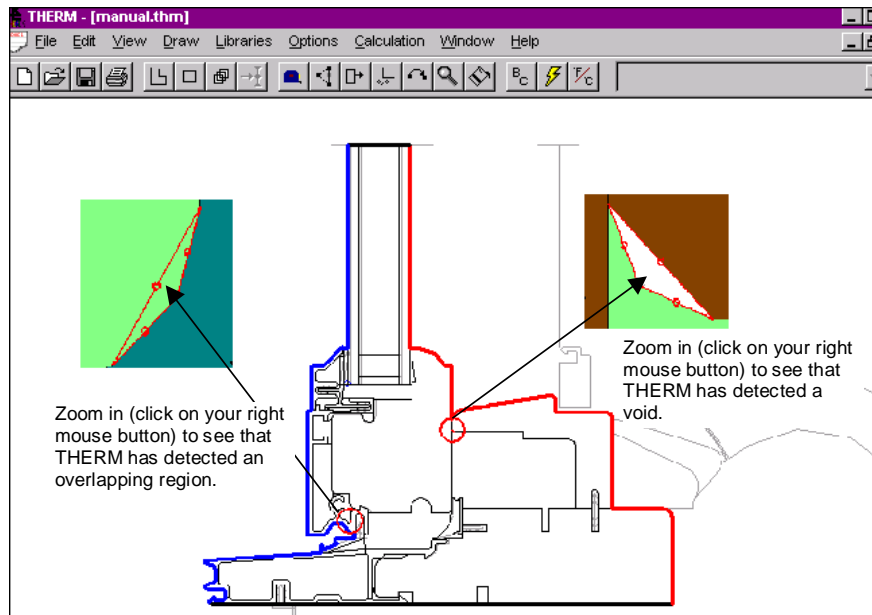 THERM - [manual.thm]
File Edit View Draw Libraries Options Calculation Window Help
BC °F/C
Zoom in (click on your right
mouse button) to see that
THERM has detected a
void.
Zoom in (click on your right
mouse button) to see that
THERM has detected an
overlapping region.